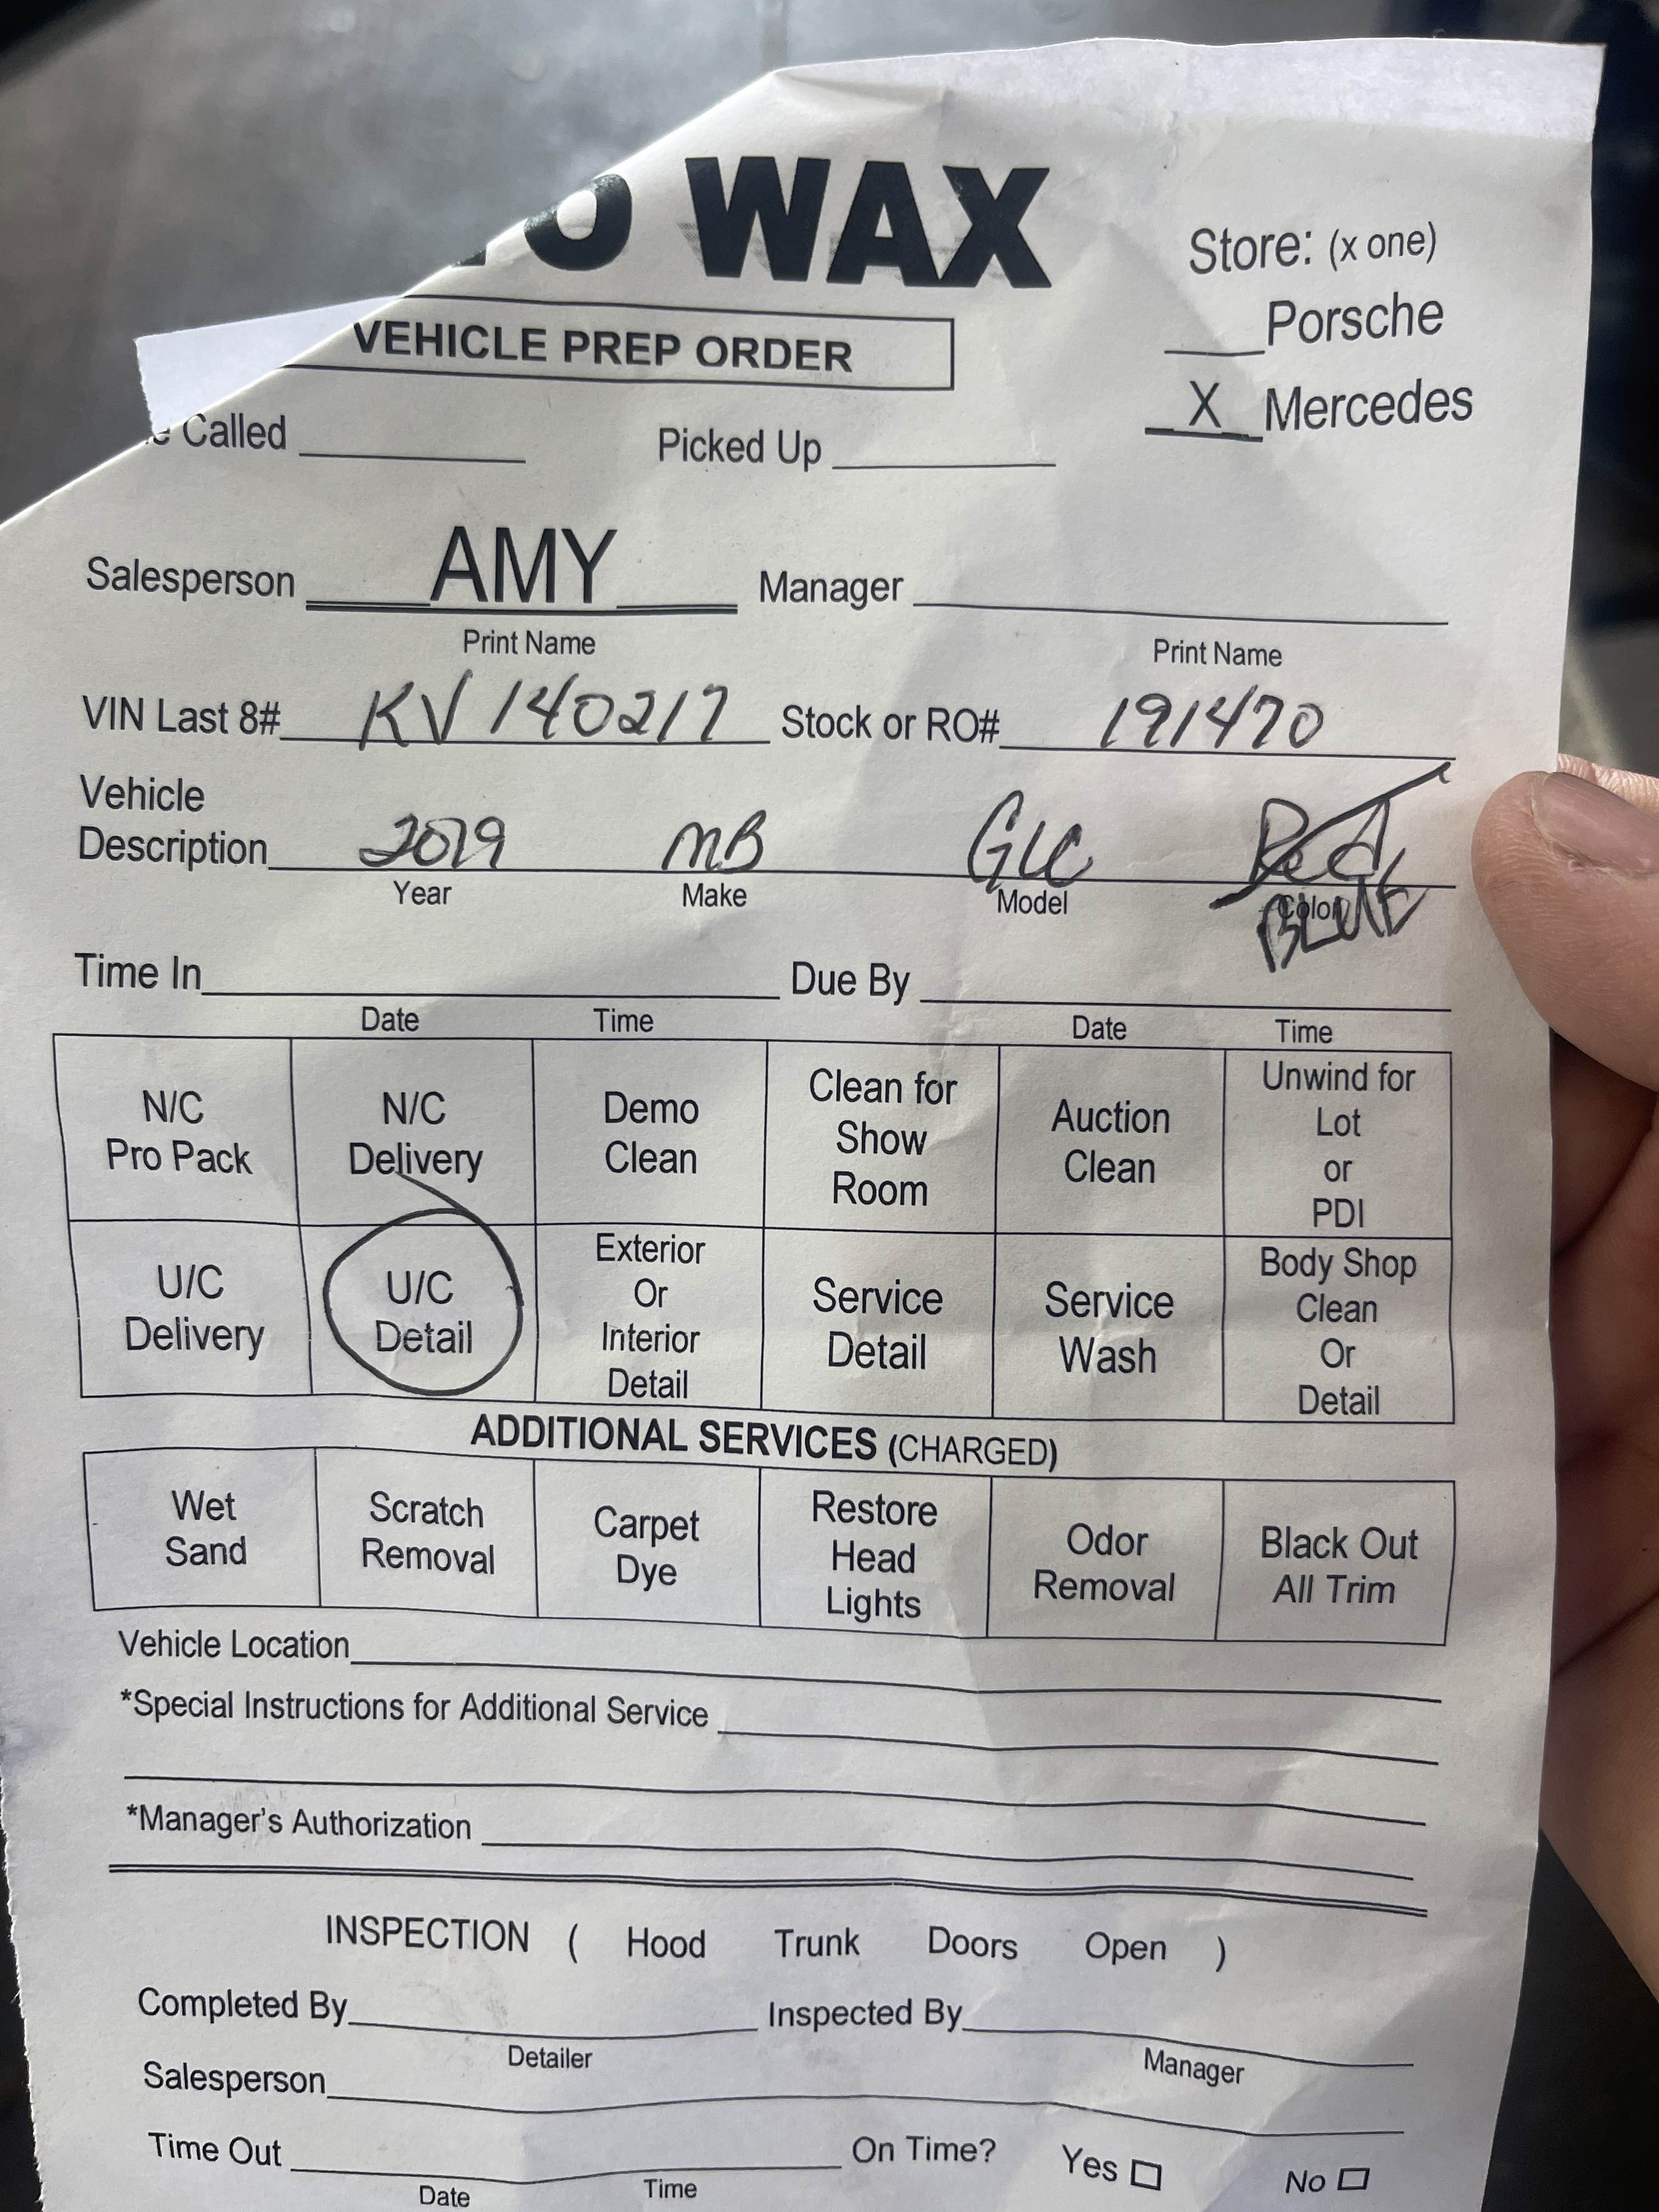 O WAX
Store: (x one)
Porsche
X Mercedes
VEHICLE PREP ORDER
Called Picked Up
Salesperson AMY Manager
Print Name Print Name
VIN Last 8# KV140217 Stock or RO# 191470
Vehicle
Description 2019 MB GLC Red
Year Make Model Color
BLUE
Time In Due By
Date Time Date Time
N/C Pro Pack N/C Delivery Demo Clean Clean for Show Room Auction Clean Unwind for Lot or PDI
U/C Delivery U/C Detail Exterior Or Interior Detail Service Detail Service Wash Body Shop Clean Or Detail
ADDITIONAL SERVICES (CHARGED)
Wet Sand Scratch Removal Carpet Dye Restore Head Lights Odor Removal Black Out All Trim
Vehicle Location
*Special Instructions for Additional Service
*Manager's Authorization
INSPECTION ( Hood Trunk Doors Open )
Completed By Inspected By
Detailer Manager
Salesperson
Time Out On Time? Yes No
Date Time